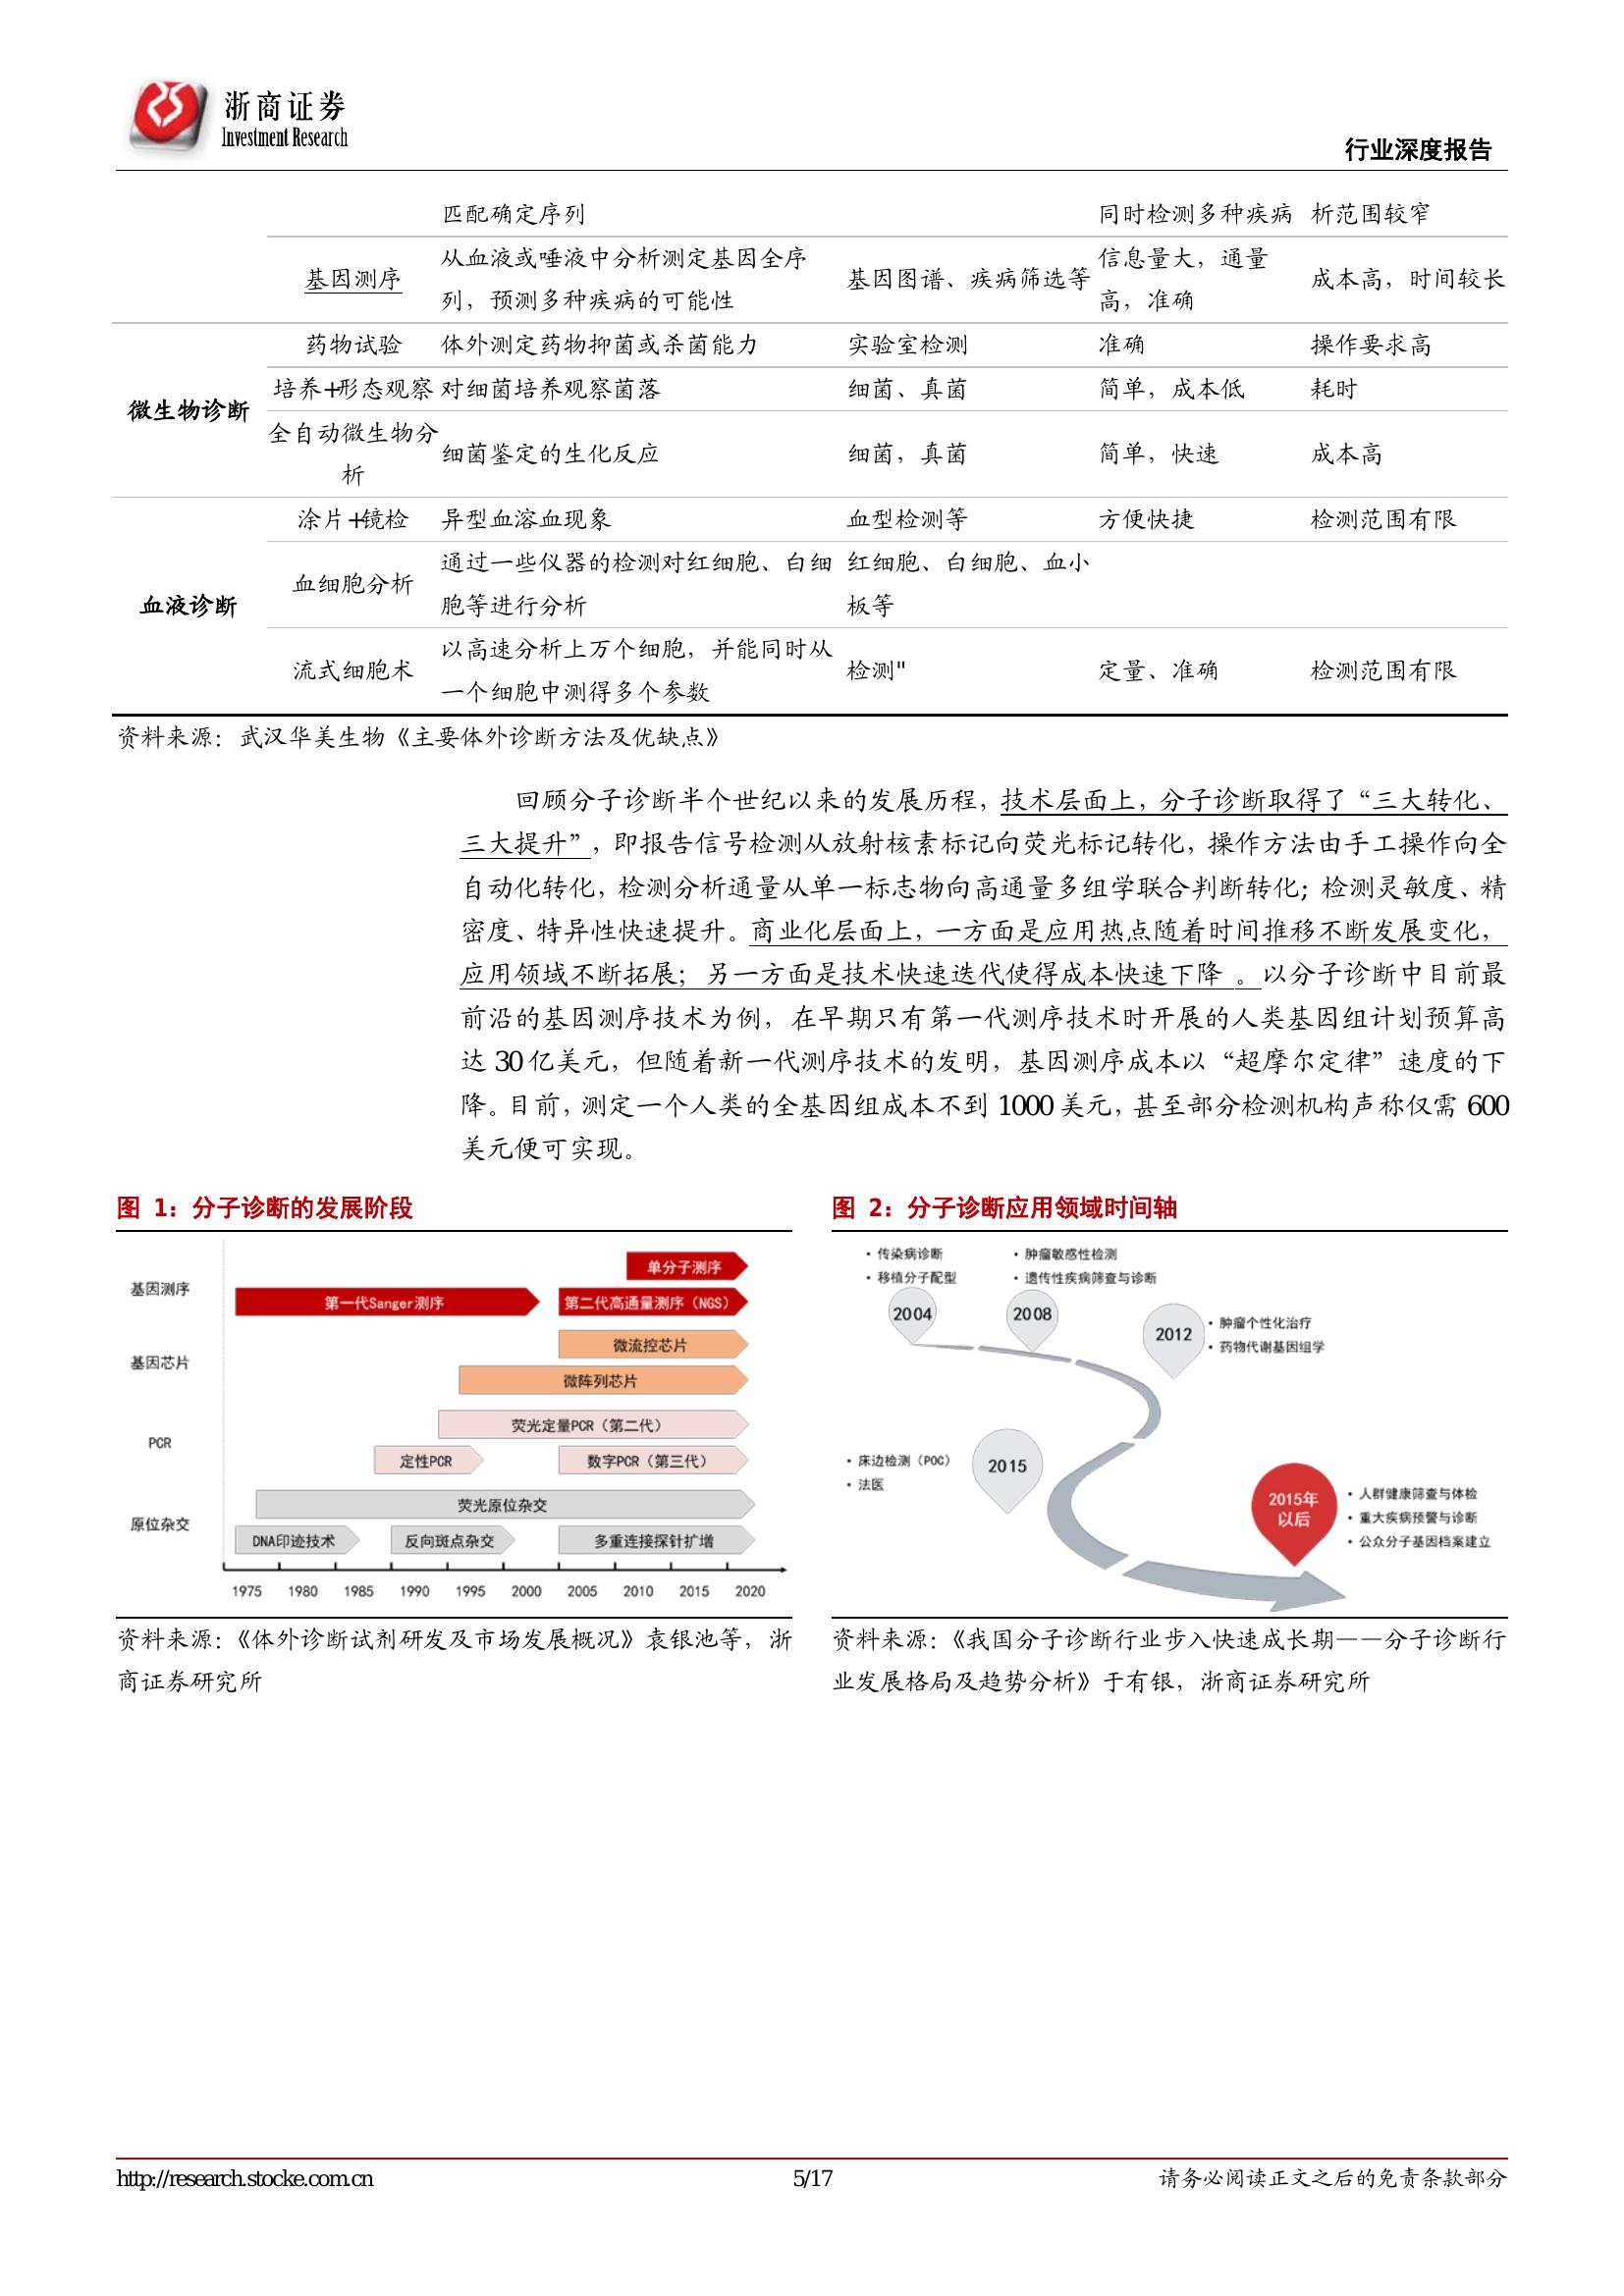 浙商证券
Investment Research
行业深度报告
匹配确定序列 同时检测多种疾病 析范围较窄
基因测序 从血液或唾液中分析测定基因全序 基因图谱、疾病筛选等 信息量大，通量 成本高，时间较长
列，预测多种疾病的可能性 高，准确
微生物诊断
药物试验 体外测定药物抑菌或杀菌能力 实验室检测 准确 操作要求高
培养+形态观察 对细菌培养观察菌落 细菌、真菌 简单，成本低 耗时
全自动微生物分 细菌鉴定的生化反应 细菌，真菌 简单，快速 成本高
析
血液诊断
涂片+镜检 异型血溶血现象 血型检测等 方便快捷 检测范围有限
血细胞分析 通过一些仪器的检测对红细胞、白细 红细胞、白细胞、血小
胞等进行分析 板等
流式细胞术 以高速分析上万个细胞，并能同时从 检测" 定量、准确 检测范围有限
一个细胞中测得多个参数
资料来源：武汉华美生物《主要体外诊断方法及优缺点》
回顾分子诊断半个世纪以来的发展历程，技术层面上，分子诊断取得了“三大转化、
三大提升”，即报告信号检测从放射核素标记向荧光标记转化，操作方法由手工操作向全
自动化转化，检测分析通量从单一标志物向高通量多组学联合判断转化；检测灵敏度、精
密度、特异性快速提升。商业化层面上，一方面是应用热点随着时间推移不断发展变化，
应用领域不断拓展；另一方面是技术快速迭代使得成本快速下降 。以分子诊断中目前最
前沿的基因测序技术为例，在早期只有第一代测序技术时开展的人类基因组计划预算高
达 30 亿美元，但随着新一代测序技术的发明，基因测序成本以“超摩尔定律”速度的下
降。目前，测定一个人类的全基因组成本不到 1000 美元，甚至部分检测机构声称仅需 600
美元便可实现。
图 1：分子诊断的发展阶段
基因测序
单分子测序
第一代Sanger测序
第二代高通量测序（NGS）
基因芯片
微流控芯片
微阵列芯片
PCR
荧光定量PCR（第二代）
定性PCR
数字PCR（第三代）
原位杂交
荧光原位杂交
DNA印迹技术
反向斑点杂交
多重连接探针扩增
1975 1980 1985 1990 1995 2000 2005 2010 2015 2020
资料来源：《体外诊断试剂研发及市场发展概况》袁银池等，浙
商证券研究所
图 2：分子诊断应用领域时间轴
• 传染病诊断
• 移植分子配型
2004
• 肿瘤敏感性检测
• 遗传性疾病筛查与诊断
2008
2012
• 肿瘤个性化治疗
• 药物代谢基因组学
• 床边检测（POC）
• 法医
2015
2015年
以后
• 人群健康筛查与体检
• 重大疾病预警与诊断
• 公众分子基因档案建立
资料来源：《我国分子诊断行业步入快速成长期——分子诊断行
业发展格局及趋势分析》于有银，浙商证券研究所
http://research.stocke.com.cn 5/17 请务必阅读正文之后的免责条款部分